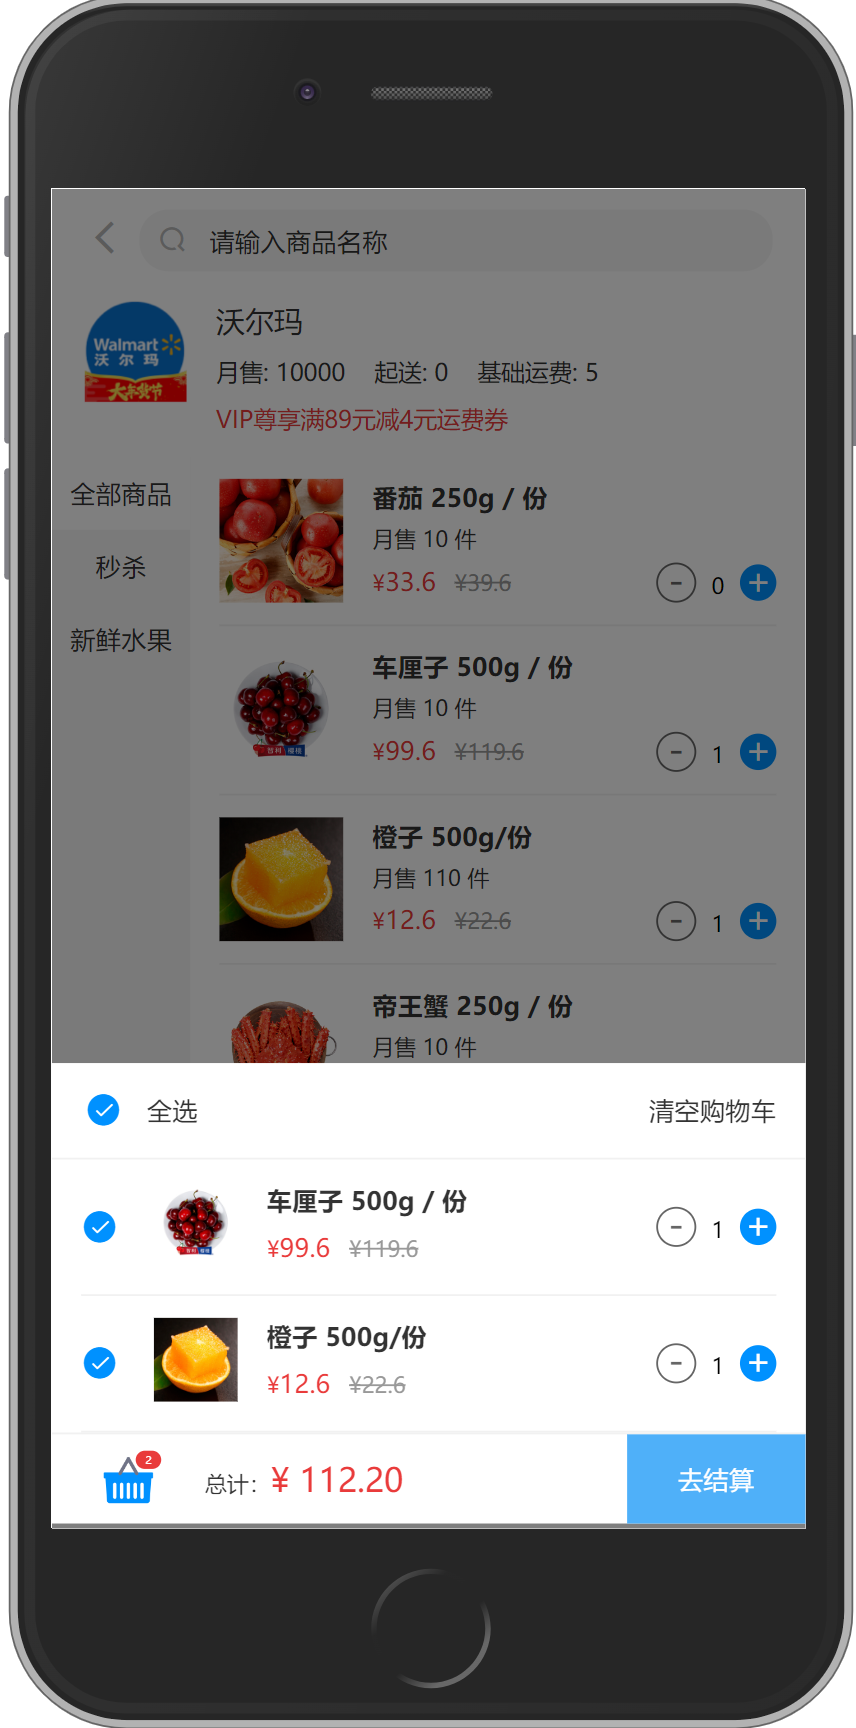 请输入商品名称
Walmart
沃尔玛
大年货节
沃尔玛
月售: 10000 起送: 0 基础运费: 5
VIP尊享满89元减4元运费券
全部商品
秒杀
新鲜水果
番茄 250g / 份
月售 10 件
¥33.6 ¥39.6
- 0 +
车厘子 500g / 份
月售 10 件
¥99.6 ¥119.6
- 1 +
橙子 500g/份
月售 110 件
¥12.6 ¥22.6
- 1 +
帝王蟹 250g / 份
月售 10 件
全选 清空购物车
车厘子 500g / 份
¥99.6 ¥119.6
- 1 +
橙子 500g/份
¥12.6 ¥22.6
- 1 +
2
总计: ¥ 112.20
去结算